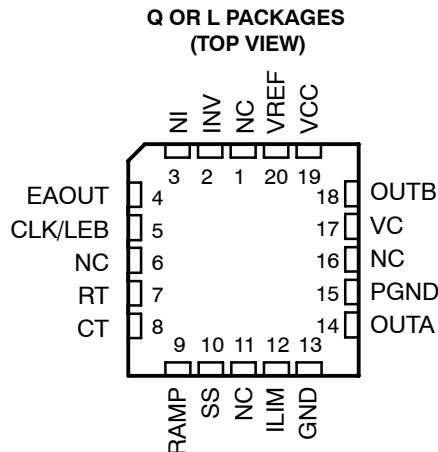 Q OR L PACKAGES
(TOP VIEW)
NI
INV
NC
VREF
VCC
3
2
1
20
19
EAOUT
4
CLK/LEB
5
NC
6
RT
7
CT
8
18
OUTB
17
VC
16
NC
15
PGND
14
OUTA
9
10
11
12
13
RAMP
SS
NC
ILIM
GND